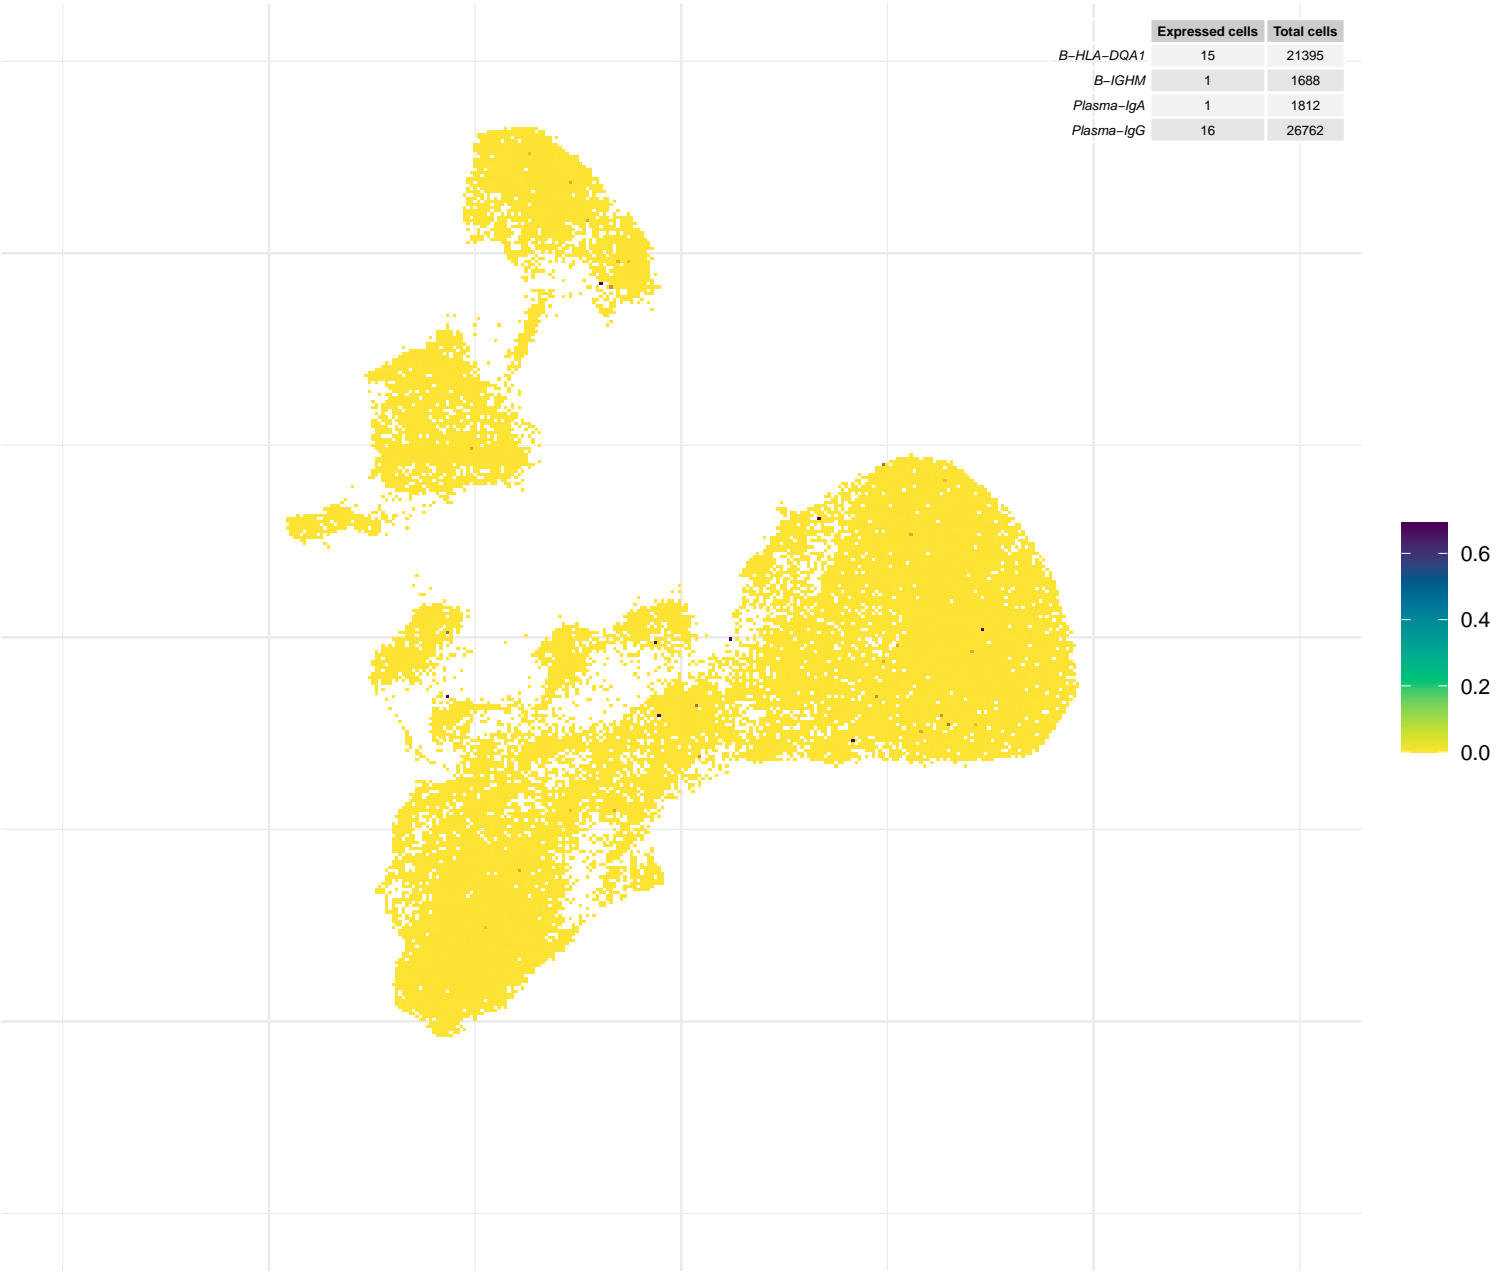 Expressed cells Total cells
B−HLA−DQA1 15 21395
B−IGHM 1 1688
Plasma−IgA 1 1812
Plasma−IgG 16 26762
0.6
0.4
0.2
0.0